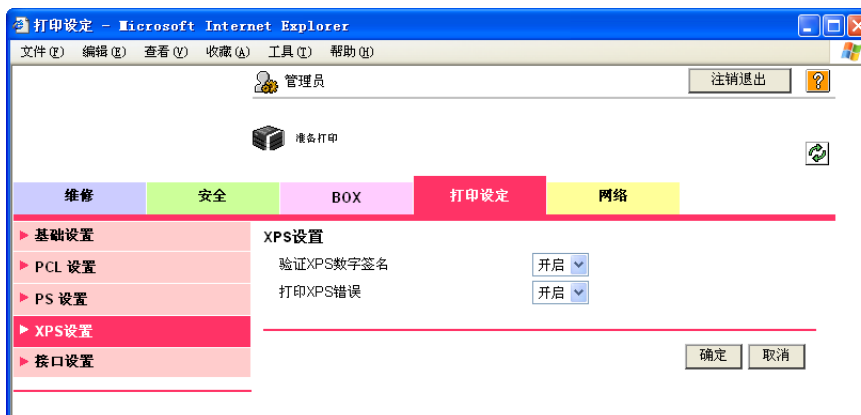 打印设定 - Microsoft Internet Explorer
文件(F) 编辑(E) 查看(V) 收藏(A) 工具(T) 帮助(H)
管理员 注销退出 ?
准备打印
维修 安全 BOX 打印设定 网络
基础设置
PCL 设置
PS 设置
XPS设置
接口设置
XPS设置
验证XPS数字签名 开启
打印XPS错误 开启
确定 取消